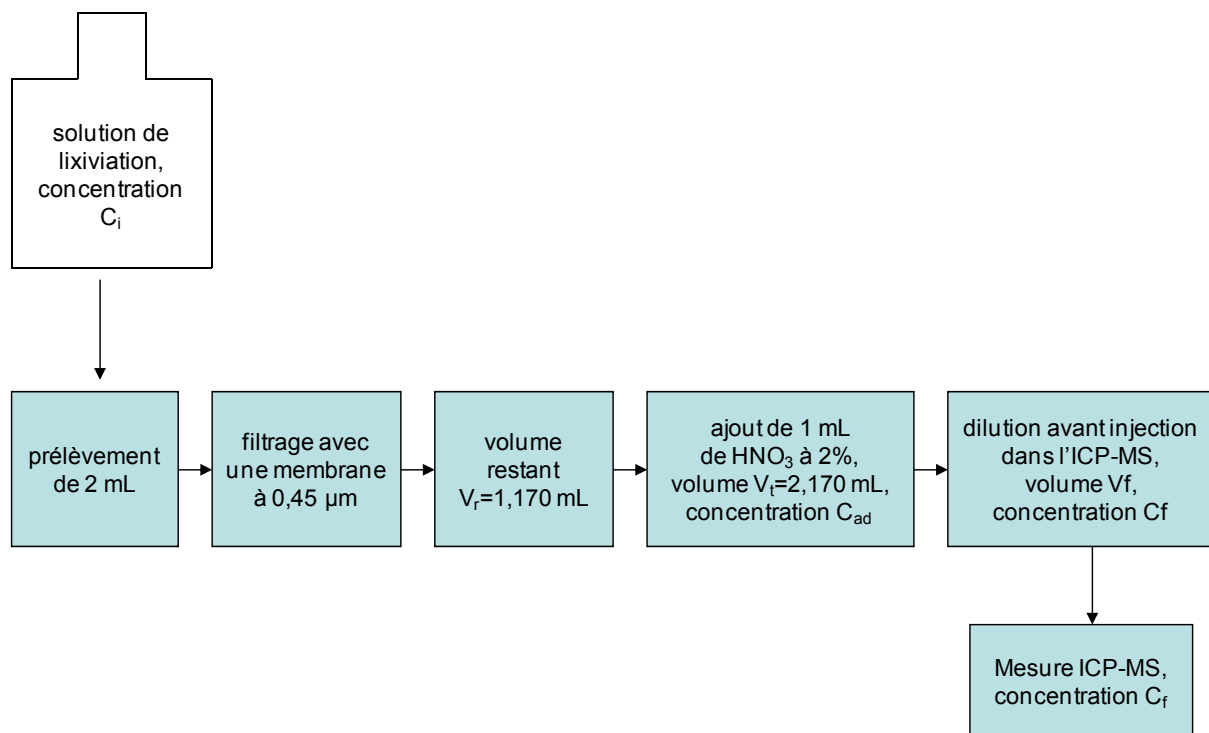 solution de
lixiviation,
concentration
Ci
prélèvement
de 2 mL
filtrage avec
une membrane
à 0,45 µm
volume
restant
Vr=1,170 mL
ajout de 1 mL
de HNO3 à 2%,
volume Vt=2,170 mL,
concentration Cad
dilution avant injection
dans l'ICP-MS,
volume Vf,
concentration Cf
Mesure ICP-MS,
concentration Cf